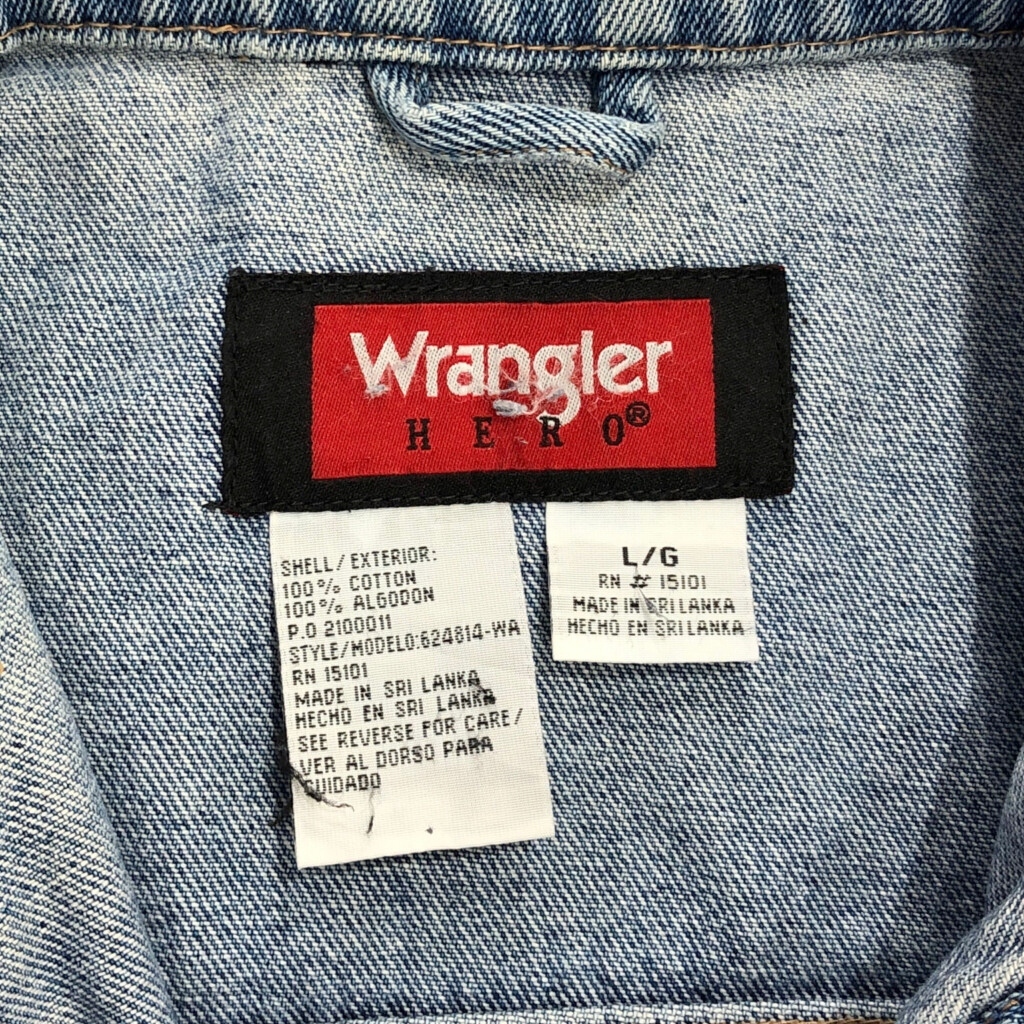 Wrangler
HERO®
SHELL/EXTERIOR:
100% COTTON
100% ALGODON
P.O 2100011
STYLE/MODELO:624814-WA
RN 15101
MADE IN SRI LANKA
HECHO EN SRI LANKA
SEE REVERSE FOR CARE/
VER AL DORSO PARA
CUIDADO
L/G
RN # 15101
MADE IN SRI LANKA
HECHO EN SRI LANKA